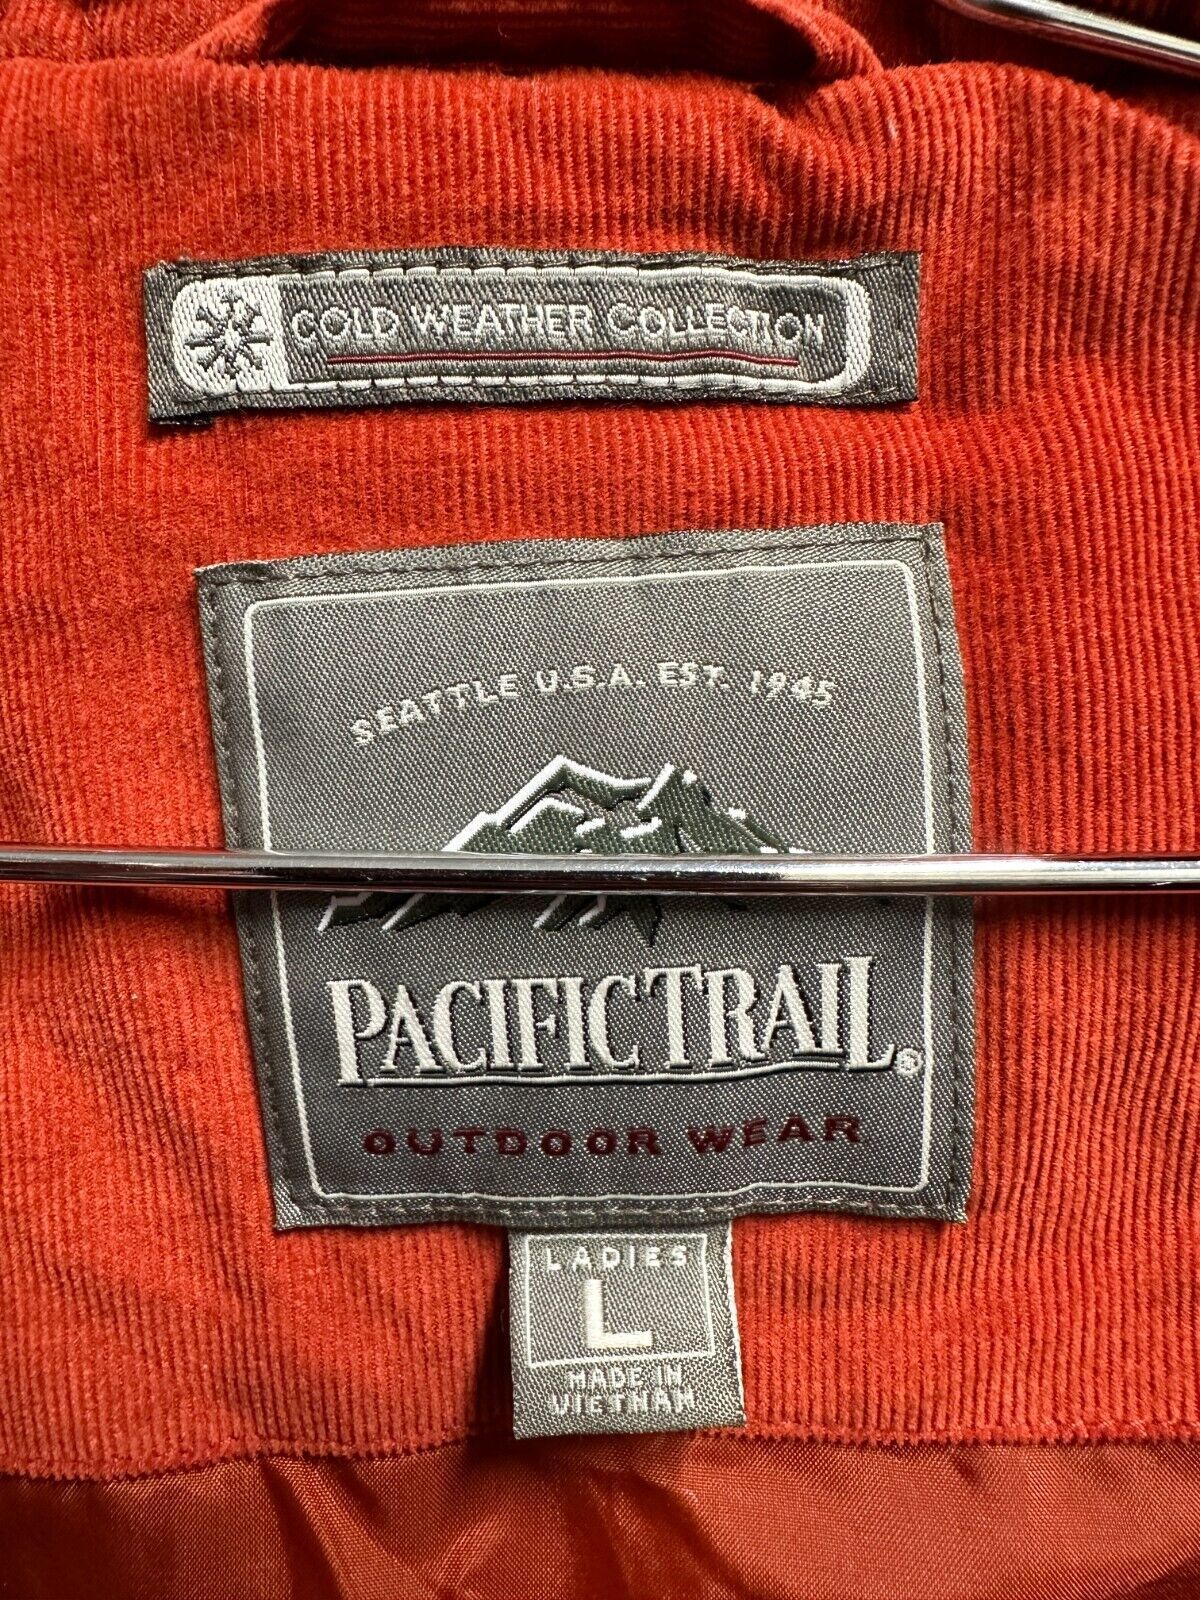 COLD WEATHER COLLECTION
SEATTLE U.S.A. EST. 1945
PACIFIC TRAIL®
OUTDOOR WEAR
LADIES
L
MADE IN
VIETNAM